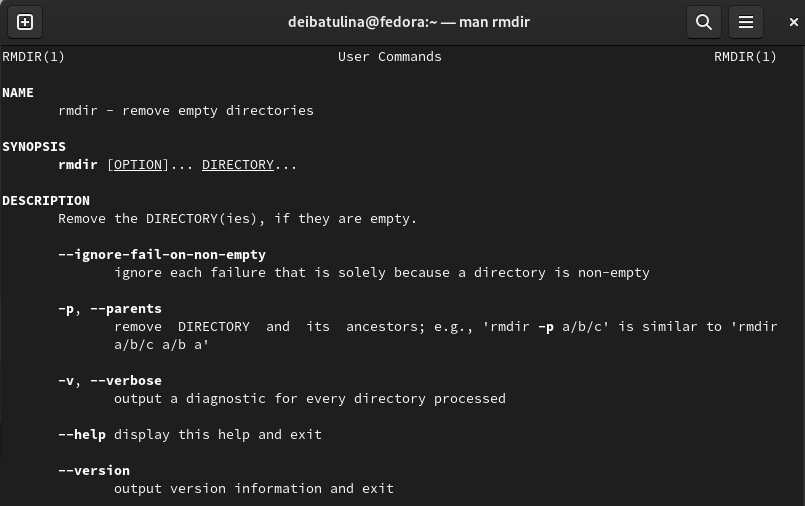 deibatulina@fedora:~ — man rmdir
RMDIR(1) User Commands RMDIR(1)
NAME
rmdir - remove empty directories
SYNOPSIS
rmdir [OPTION]... DIRECTORY...
DESCRIPTION
Remove the DIRECTORY(ies), if they are empty.
--ignore-fail-on-non-empty
ignore each failure that is solely because a directory is non-empty
-p, --parents
remove DIRECTORY and its ancestors; e.g., 'rmdir -p a/b/c' is similar to 'rmdir
a/b/c a/b a'
-v, --verbose
output a diagnostic for every directory processed
--help display this help and exit
--version
output version information and exit